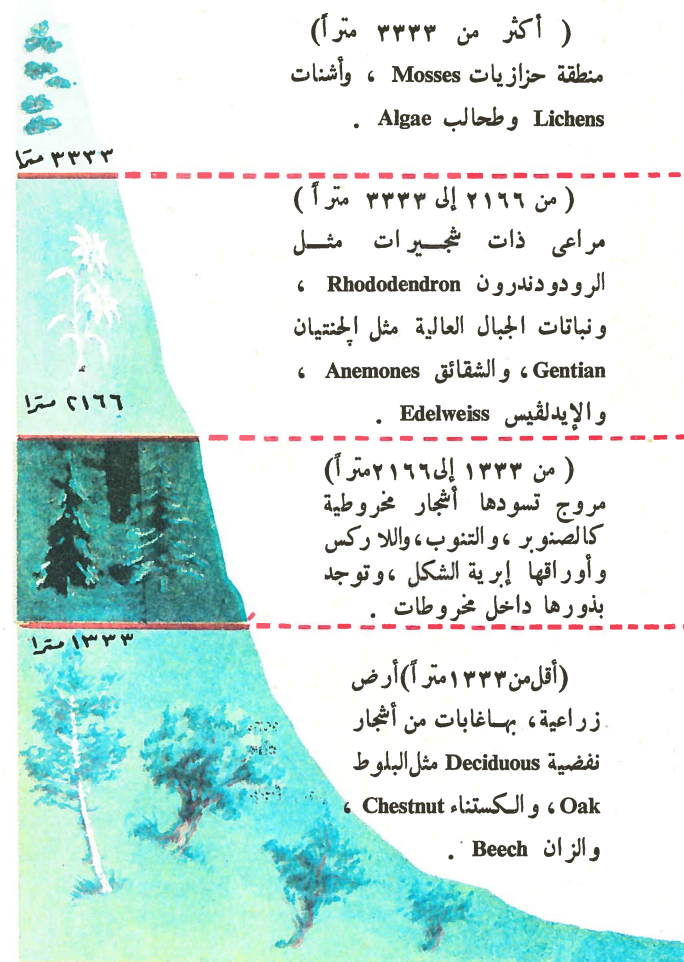 ( أكثر من ٣٣٣٣ متراً)
منطقة حزازيات Mosses ، وأشنات
Lichens وطحالب Algae .
٣٣٣٣ مترا
( من ٢١٦٦ إلى ٣٣٣٣ متراً )
مراعى ذات شجيرات مثل
الرودودندرون Rhododendron ،
ونباتات الجبال العالية مثل الجنتيان
Gentian، والشقائق Anemones ،
والإيدلڤيس Edelweiss .
٢١٦٦ مترا
( من ١٣٣٣ إلى ٢١٦٦ متراً)
مروج تسودها أشجار مخروطية
كالصنوبر ،والتنوب،واللاركس
وأوراقها إبرية الشكل ،وتوجد
بذورها داخل مخروطات .
١٣٣٣ مترا
(أقل من ١٣٣٣ متراً)أرض
زراعية، بها غابات من أشجار
نفضية Deciduous مثل البلوط
Oak ، والكستناء Chestnut ،
والزان Beech .